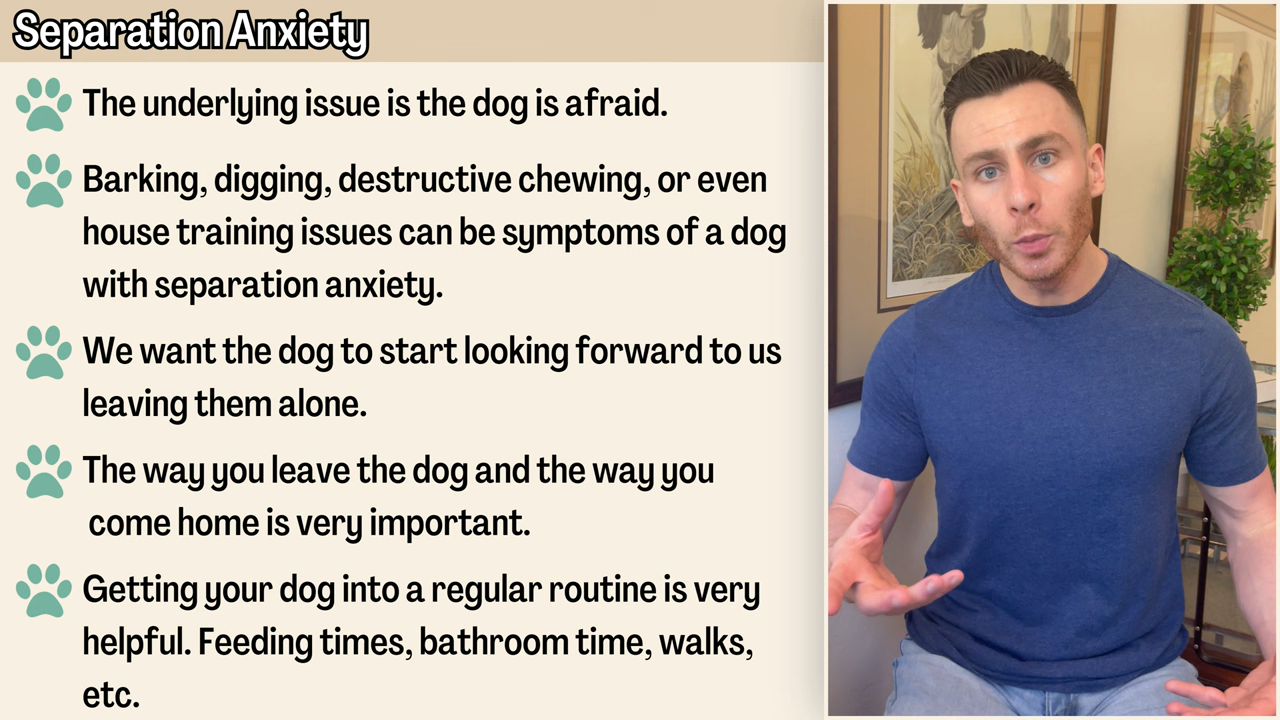 Separation Anxiety
The underlying issue is the dog is afraid.
Barking, digging, destructive chewing, or even
house training issues can be symptoms of a dog
with separation anxiety.
We want the dog to start looking forward to us
leaving them alone.
The way you leave the dog and the way you
come home is very important.
Getting your dog into a regular routine is very
helpful. Feeding times, bathroom time, walks,
etc.